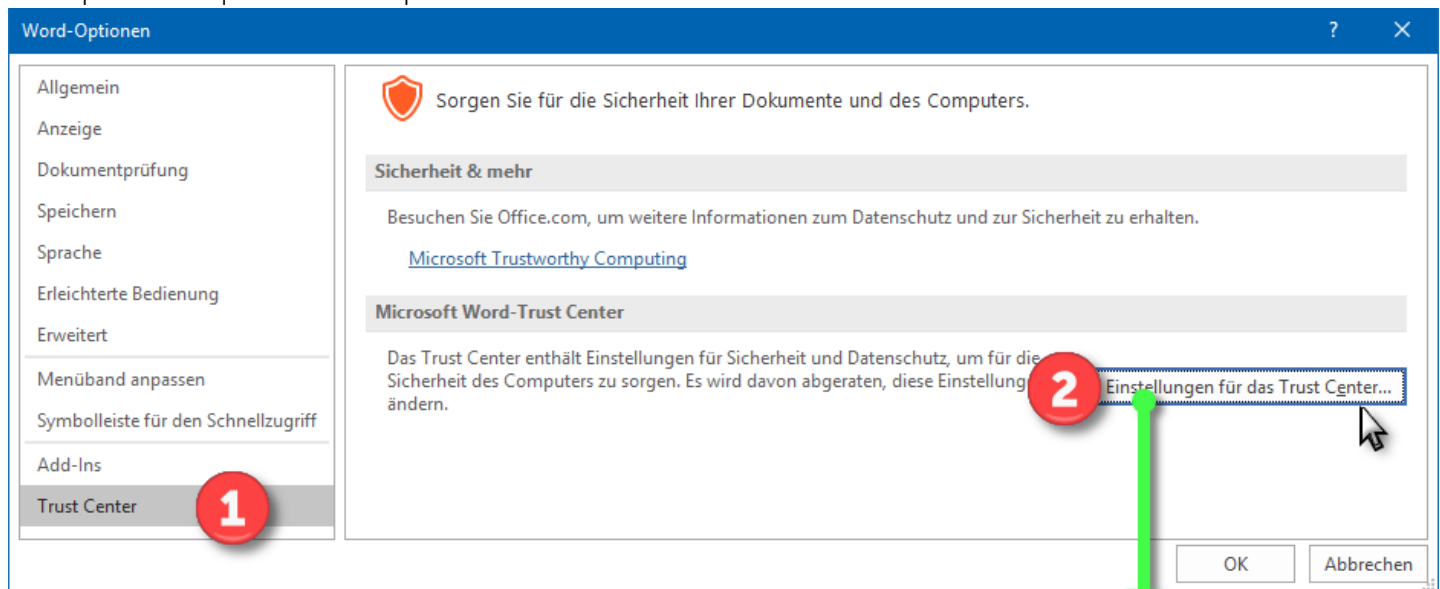 Word-Optionen
?
Allgemein
Anzeige
Dokumentprüfung
Speichern
Sprache
Erleichterte Bedienung
Erweitert
Menüband anpassen
Symbolleiste für den Schnellzugriff
Add-Ins
Trust Center
1
Sorgen Sie für die Sicherheit Ihrer Dokumente und des Computers.
Sicherheit & mehr
Besuchen Sie Office.com, um weitere Informationen zum Datenschutz und zur Sicherheit zu erhalten.
Microsoft Trustworthy Computing
Microsoft Word-Trust Center
Das Trust Center enthält Einstellungen für Sicherheit und Datenschutz, um für die
Sicherheit des Computers zu sorgen. Es wird davon abgeraten, diese Einstellung
ändern.
2
Einstellungen für das Trust Center...
OK
Abbrechen